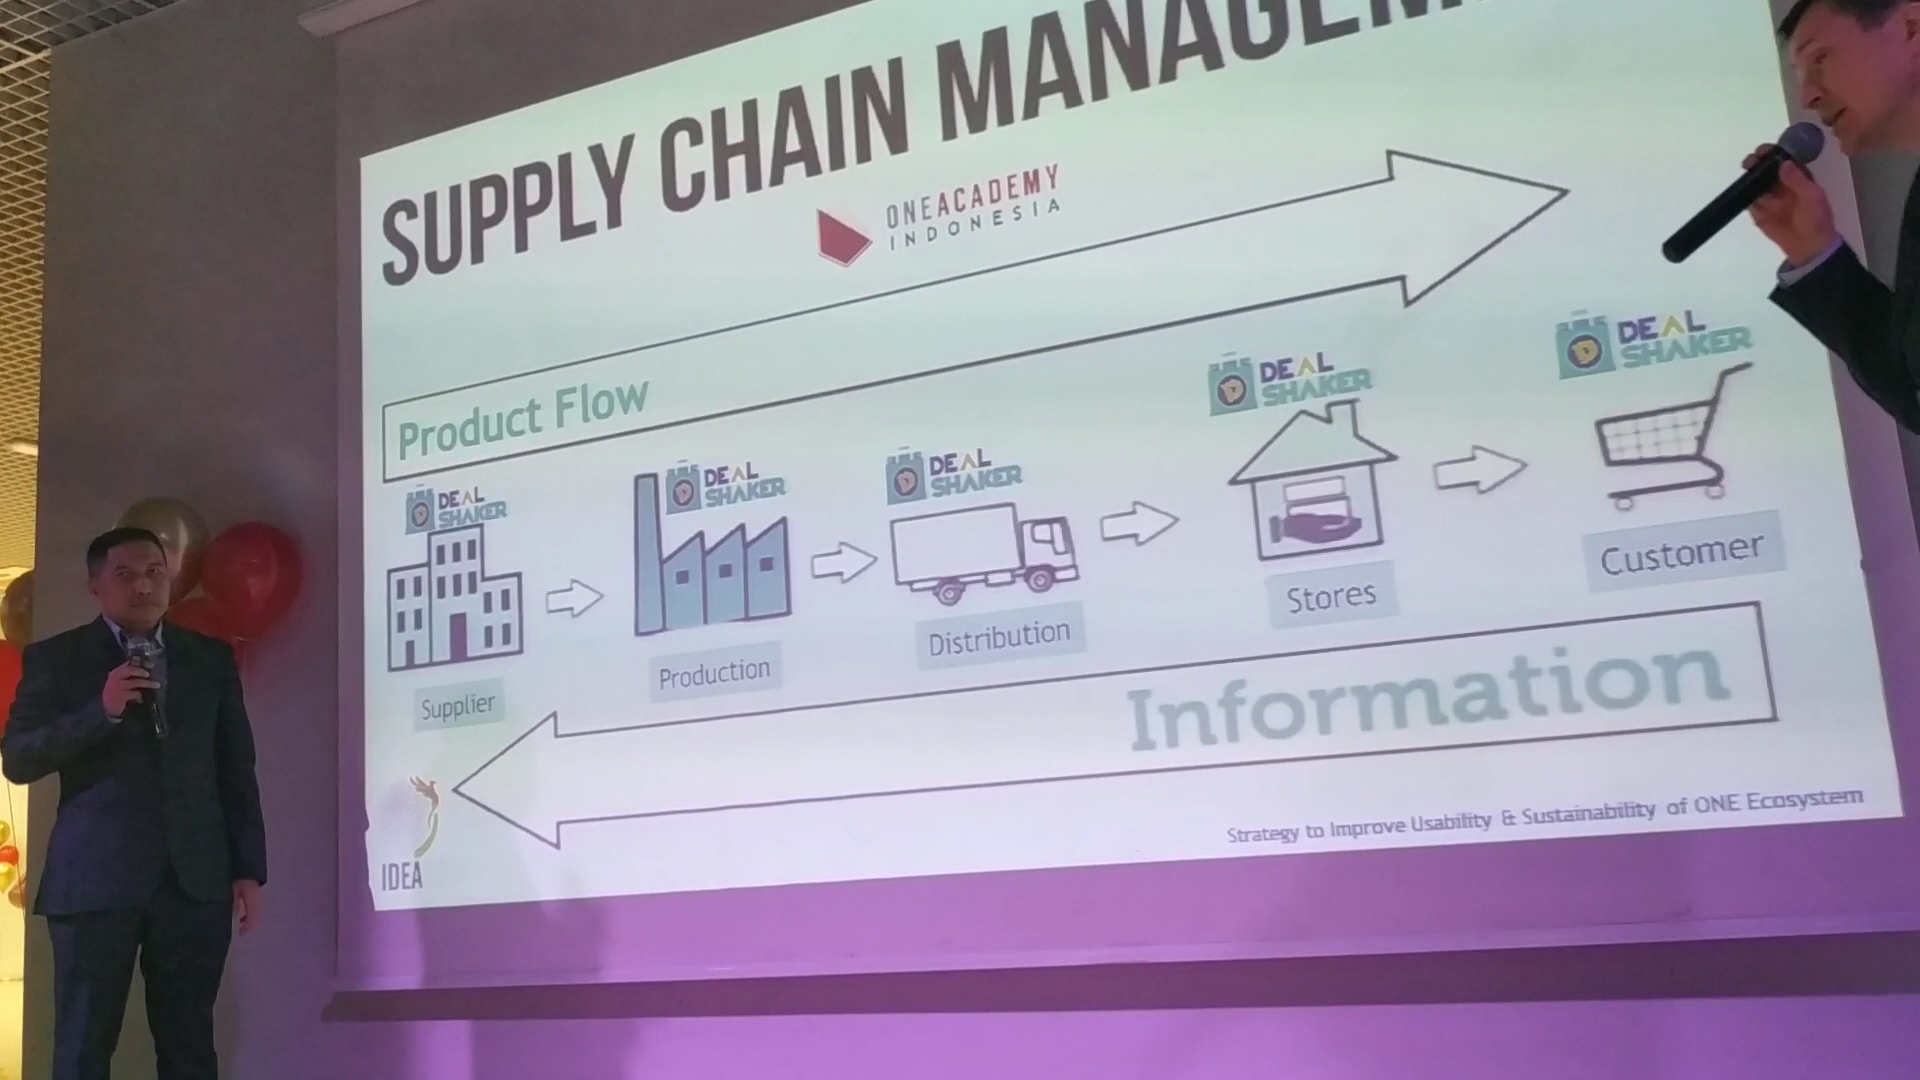 SUPPLY CHAIN
ONEACADEMY
INDONESIA
Product Flow
DEAL
SHAKER
DEAL
SHAKER
DEAL
SHAKER
DEAL
SHAKER
DEAL
SHAKER
Supplier
Production
Distribution
Stores
Customer
Information
IDEA
Strategy to Improve Usability & Sustainability of ONE Ecosystem